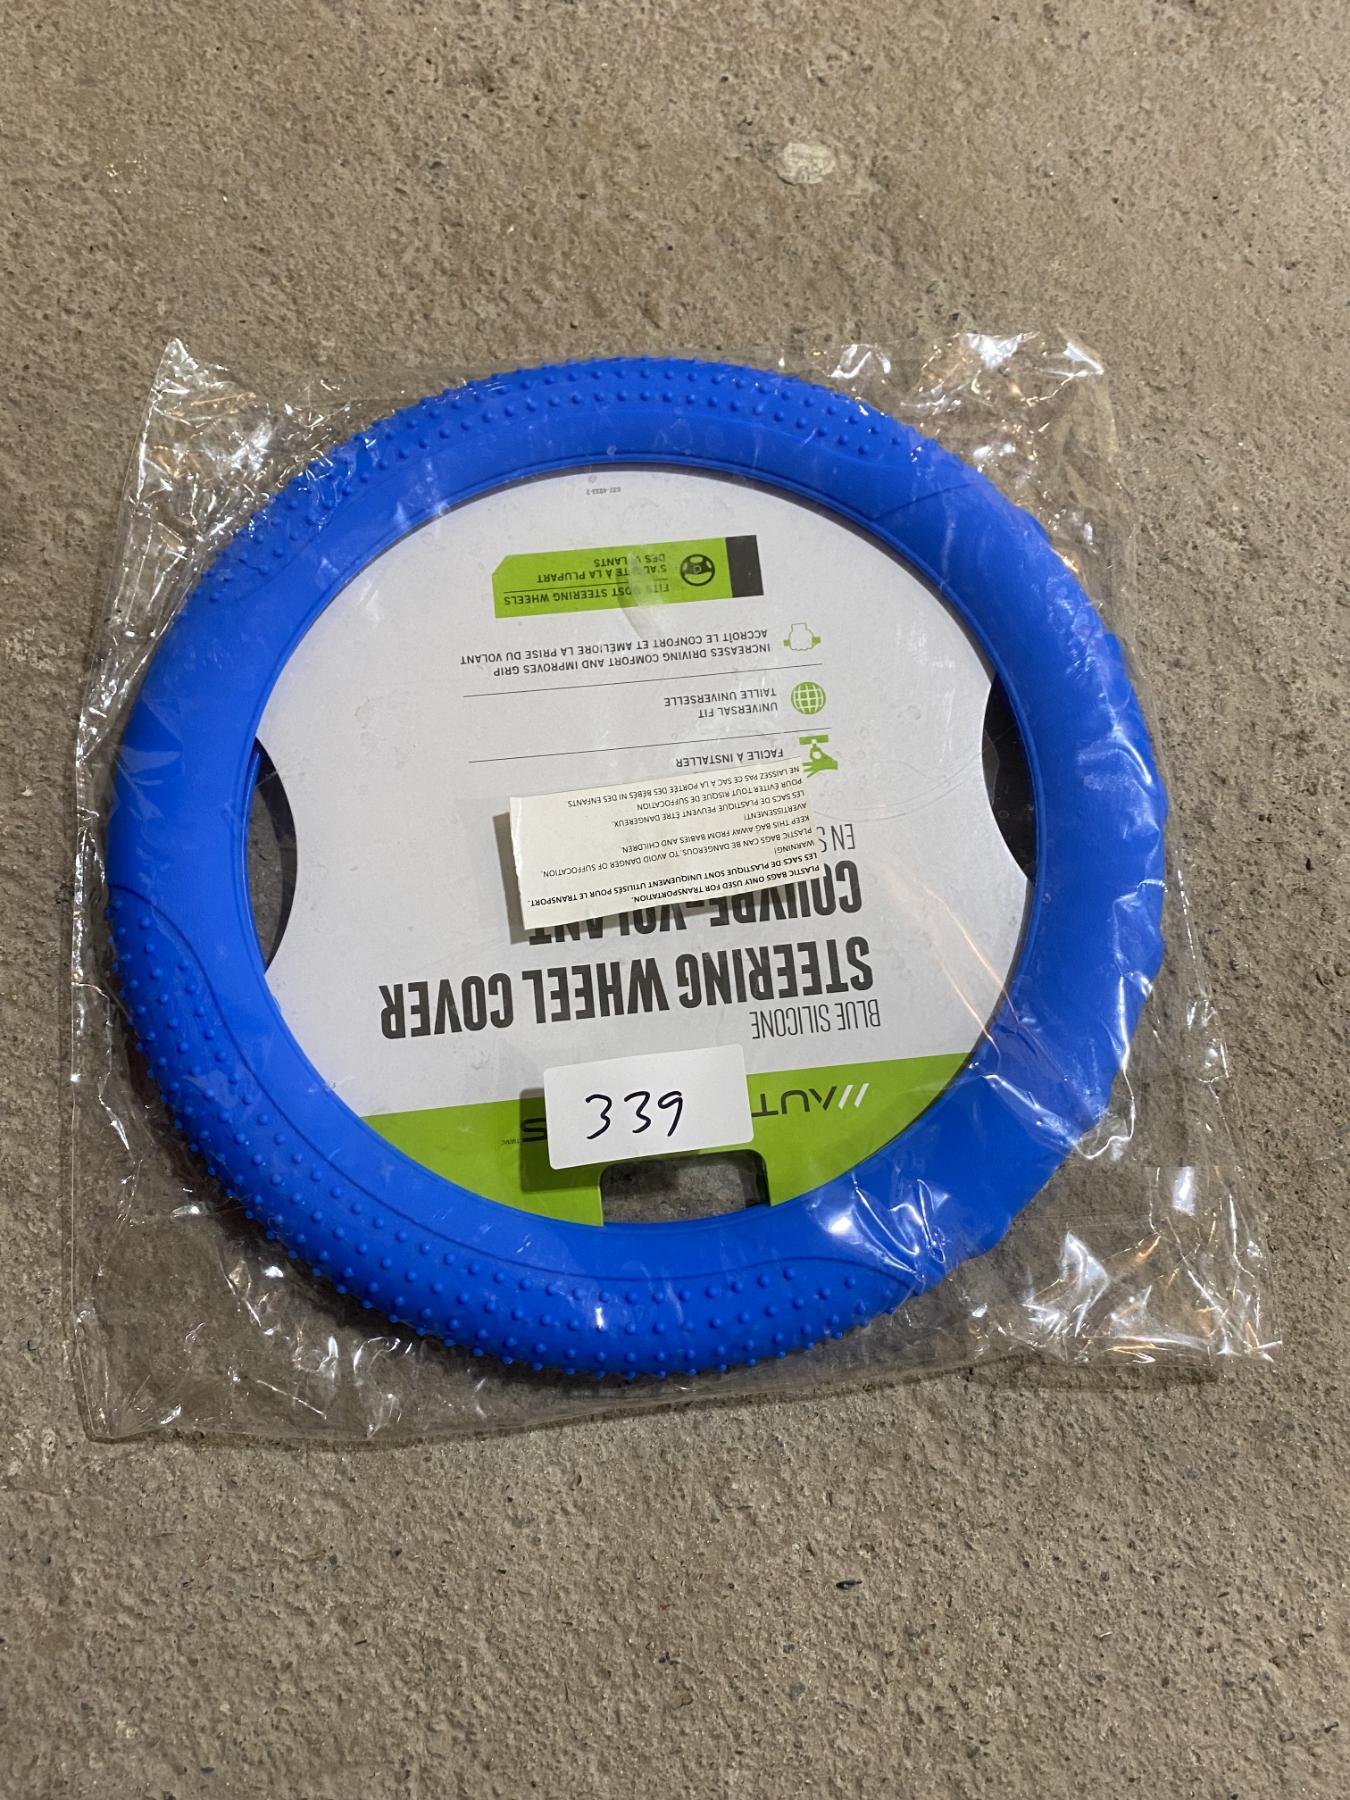 //AUT
S
339
BLUE SILICONE
STEERING WHEEL COVER
COUVRE-VOLANT
EN S
PLASTIC BAGS ONLY USED FOR TRANSPORTATION.
LES SACS DE PLASTIQUE SONT UNIQUEMENT UTILISÉS POUR LE TRANSPORT.
WARNING!
PLASTIC BAGS CAN BE DANGEROUS. TO AVOID DANGER OF SUFFOCATION,
KEEP THIS BAG AWAY FROM BABIES AND CHILDREN.
AVERTISSEMENT!
LES SACS DE PLASTIQUE PEUVENT ÊTRE DANGEREUX.
POUR ÉVITER TOUT RISQUE DE SUFFOCATION
NE LAISSEZ PAS CE SAC À LA PORTÉE DES BÉBÉS NI DES ENFANTS
FACILE À INSTALLER
UNIVERSAL FIT
TAILLE UNIVERSELLE
INCREASES DRIVING COMFORT AND IMPROVES GRIP
ACCROÎT LE CONFORT ET AMÉLIORE LA PRISE DU VOLANT
FITS MOST STEERING WHEELS
S'AJUSTE À LA PLUPART
DES VOLANTS